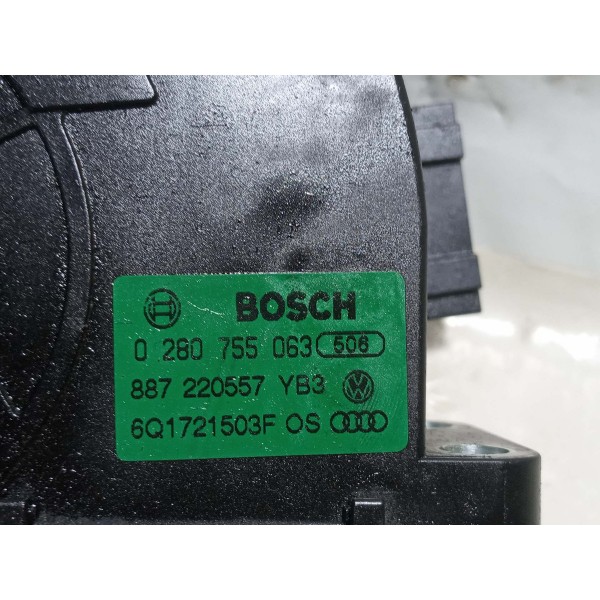 BOSCH
0 280 755 063 506
887 220557 YB3
6Q1721503F OS